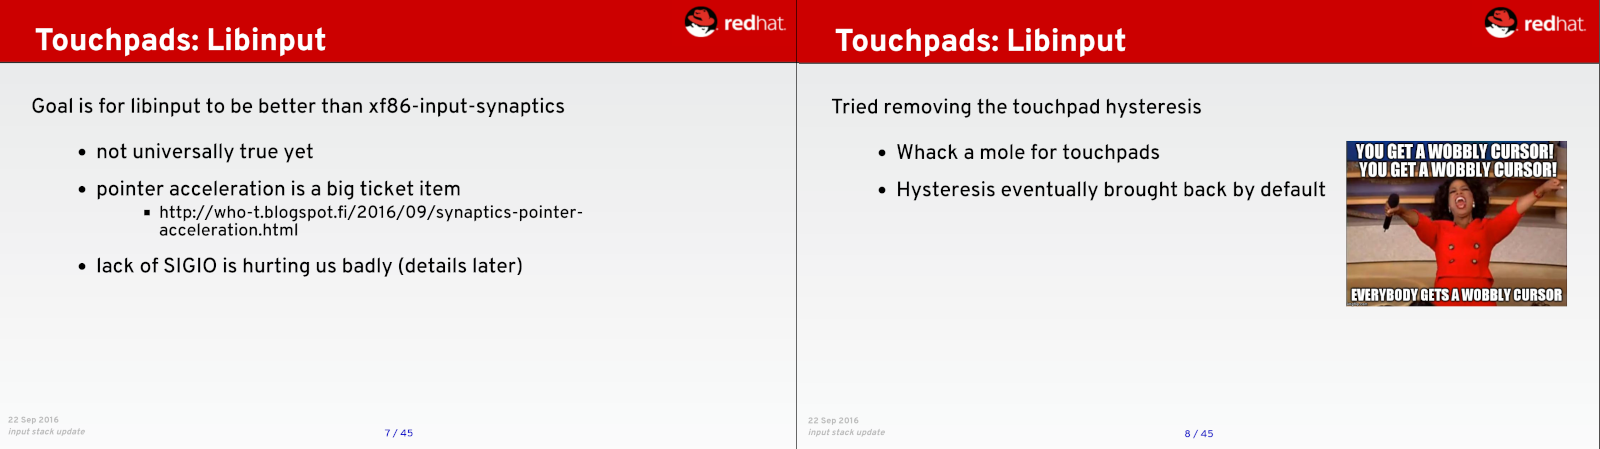 Touchpads: Libinput
redhat.
Goal is for libinput to be better than xf86-input-synaptics
• not universally true yet
• pointer acceleration is a big ticket item
▪ http://who-t.blogspot.fi/2016/09/synaptics-pointer-
acceleration.html
• lack of SIGIO is hurting us badly (details later)
22 Sep 2016
input stack update
7 / 45
Touchpads: Libinput
redhat.
Tried removing the touchpad hysteresis
• Whack a mole for touchpads
• Hysteresis eventually brought back by default
YOU GET A WOBBLY CURSOR!
YOU GET A WOBBLY CURSOR!
EVERYBODY GETS A WOBBLY CURSOR
22 Sep 2016
input stack update
8 / 45